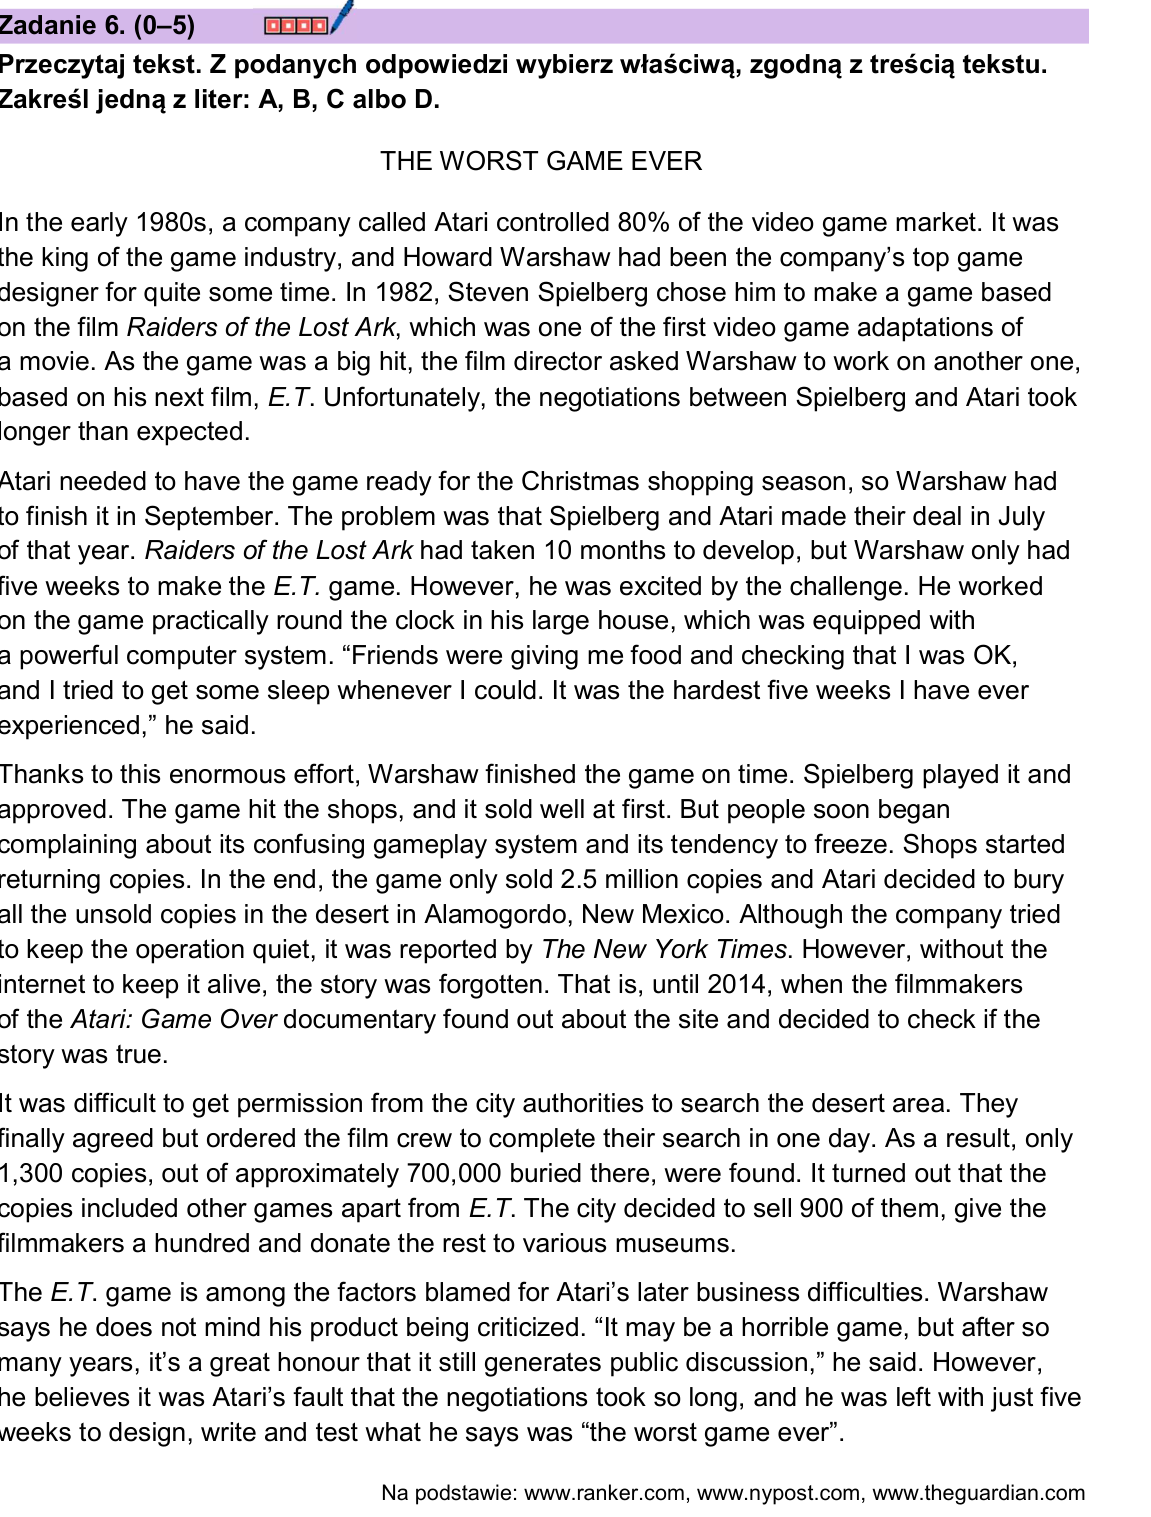 Zadanie 6. (0–5)
Przeczytaj tekst. Z podanych odpowiedzi wybierz właściwą, zgodną z treścią tekstu.
Zakreśl jedną z liter: A, B, C albo D.
THE WORST GAME EVER
In the early 1980s, a company called Atari controlled 80% of the video game market. It was
the king of the game industry, and Howard Warshaw had been the company’s top game
designer for quite some time. In 1982, Steven Spielberg chose him to make a game based
on the film Raiders of the Lost Ark, which was one of the first video game adaptations of
a movie. As the game was a big hit, the film director asked Warshaw to work on another one,
based on his next film, E.T. Unfortunately, the negotiations between Spielberg and Atari took
longer than expected.
Atari needed to have the game ready for the Christmas shopping season, so Warshaw had
to finish it in September. The problem was that Spielberg and Atari made their deal in July
of that year. Raiders of the Lost Ark had taken 10 months to develop, but Warshaw only had
five weeks to make the E.T. game. However, he was excited by the challenge. He worked
on the game practically round the clock in his large house, which was equipped with
a powerful computer system. “Friends were giving me food and checking that I was OK,
and I tried to get some sleep whenever I could. It was the hardest five weeks I have ever
experienced,” he said.
Thanks to this enormous effort, Warshaw finished the game on time. Spielberg played it and
approved. The game hit the shops, and it sold well at first. But people soon began
complaining about its confusing gameplay system and its tendency to freeze. Shops started
returning copies. In the end, the game only sold 2.5 million copies and Atari decided to bury
all the unsold copies in the desert in Alamogordo, New Mexico. Although the company tried
to keep the operation quiet, it was reported by The New York Times. However, without the
internet to keep it alive, the story was forgotten. That is, until 2014, when the filmmakers
of the Atari: Game Over documentary found out about the site and decided to check if the
story was true.
It was difficult to get permission from the city authorities to search the desert area. They
finally agreed but ordered the film crew to complete their search in one day. As a result, only
1,300 copies, out of approximately 700,000 buried there, were found. It turned out that the
copies included other games apart from E.T. The city decided to sell 900 of them, give the
filmmakers a hundred and donate the rest to various museums.
The E.T. game is among the factors blamed for Atari’s later business difficulties. Warshaw
says he does not mind his product being criticized. “It may be a horrible game, but after so
many years, it’s a great honour that it still generates public discussion,” he said. However,
he believes it was Atari’s fault that the negotiations took so long, and he was left with just five
weeks to design, write and test what he says was “the worst game ever”.
Na podstawie: www.ranker.com, www.nypost.com, www.theguardian.com